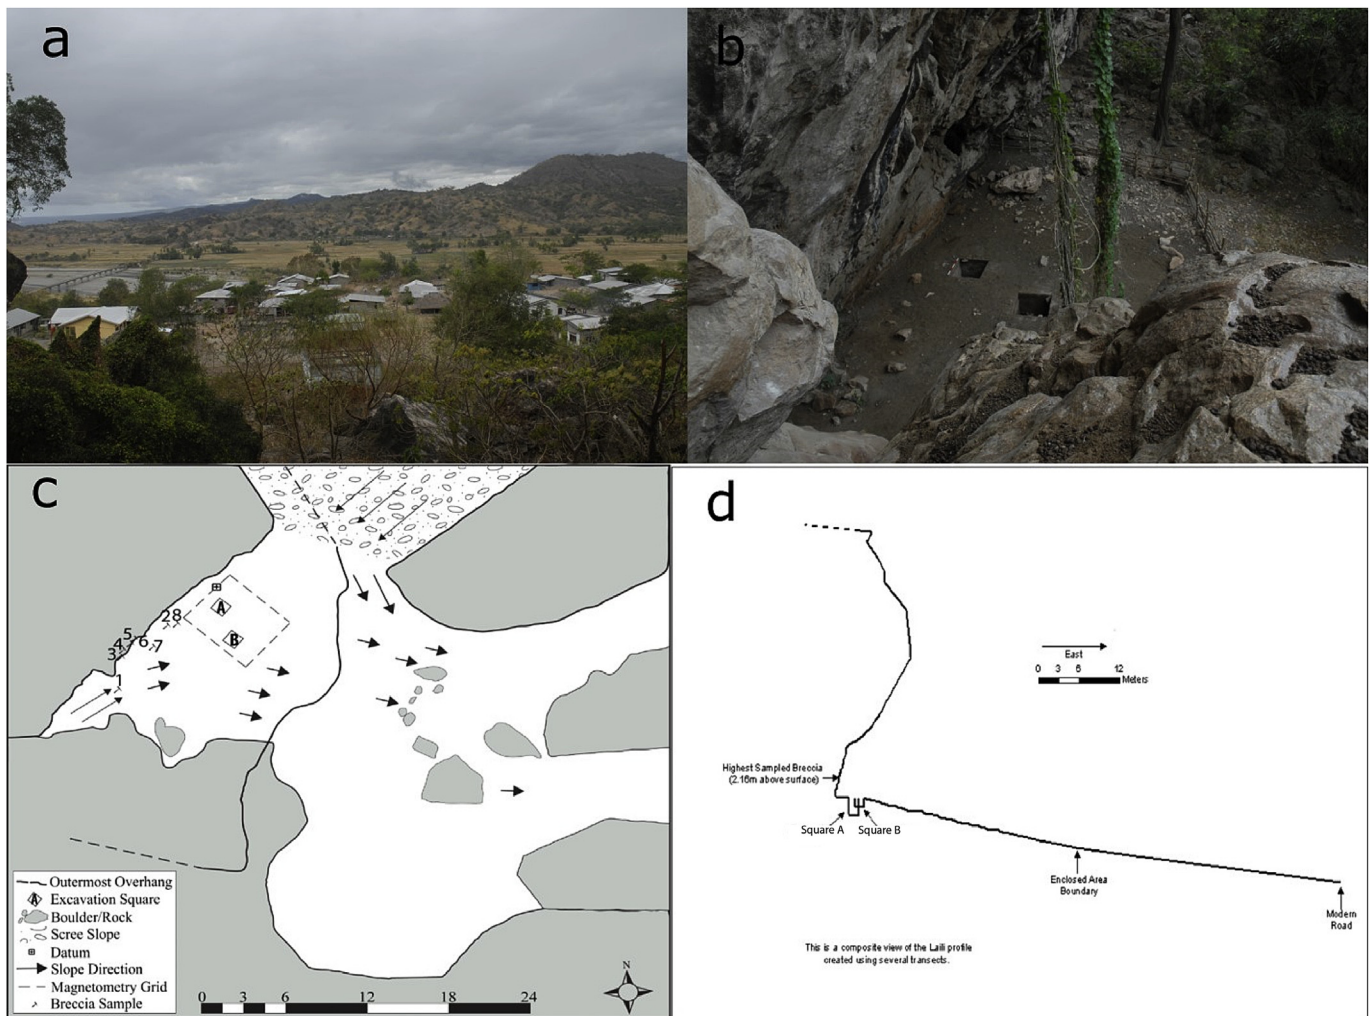 a
b
c
A
B
28
5
4
6
7
3
1
Outermost Overhang
A Excavation Square
Boulder/Rock
Scree Slope
Datum
Slope Direction
Magnetometry Grid
Breccia Sample
0 3 6 12 18 24
N
d
East
0 3 6 12
Meters
Highest Sampled Breccia
(2.16m above surface)
Square A Square B
Enclosed Area
Boundary
Modern
Road
This is a composite view of the Laili profile
created using several transects.